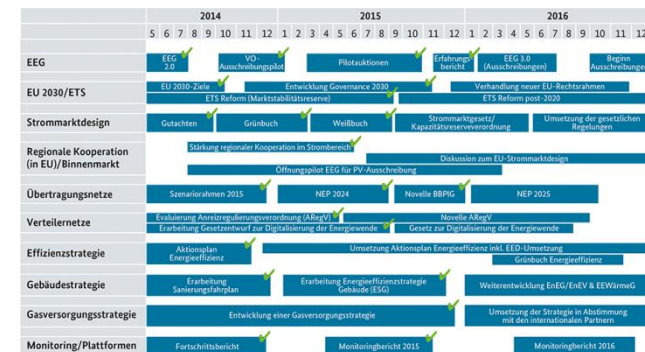 2014 2015 2016
5 6 7 8 9 10 11 12 1 2 3 4 5 6 7 8 9 10 11 12 1 2 3 4 5 6 7 8 9 10 11 12
EEG
EEG
2.0
VO-
Ausschreibungspilot
Pilotauktionen
Erfahrungs
bericht
EEG 3.0
(Ausschreibungen)
Beginn
Ausschreibungen
EU 2030/ETS
EU 2030-Ziele
Entwicklung Governance 2030
Verhandlung neuer EU-Rechtsrahmen
ETS Reform (Marktstabilitätsreserve)
ETS Reform post-2020
Strommarktdesign
Gutachten
Grünbuch
Weißbuch
Strommarktgesetz/
Kapazitätsreserveverordnung
Umsetzung der gesetzlichen
Regelungen
Regionale Kooperation
(in EU)/Binnenmarkt
Stärkung regionaler Kooperation im Strombereich
Diskussion zum EU-Strommarktdesign
Öffnungspilot EEG für PV-Ausschreibung
Übertragungsnetze
Szenariorahmen 2015
NEP 2024
Novelle BBPlG
NEP 2025
Verteilernetze
Evaluierung Anreizregulierungsverordnung (ARegV)
Novelle ARegV
Erarbeitung Gesetzentwurf zur Digitalisierung der Energiewende
Gesetz zur Digitalisierung der Energiewende
Effizienzstrategie
Aktionsplan
Energieeffizienz
Umsetzung Aktionsplan Energieeffizienz inkl. EED-Umsetzung
Grünbuch Energieeffizienz
Gebäudestrategie
Erarbeitung
Sanierungsfahrplan
Erarbeitung Energieeffizienzstrategie
Gebäude (ESG)
Weiterentwicklung EnEG/EnEV & EEWärmeG
Gasversorgungsstrategie
Entwicklung einer Gasversorgungsstrategie
Umsetzung der Strategie in Abstimmung
mit den internationalen Partnern
Monitoring/Plattformen
Fortschrittsbericht
Monitoringbericht 2015
Monitoringbericht 2016